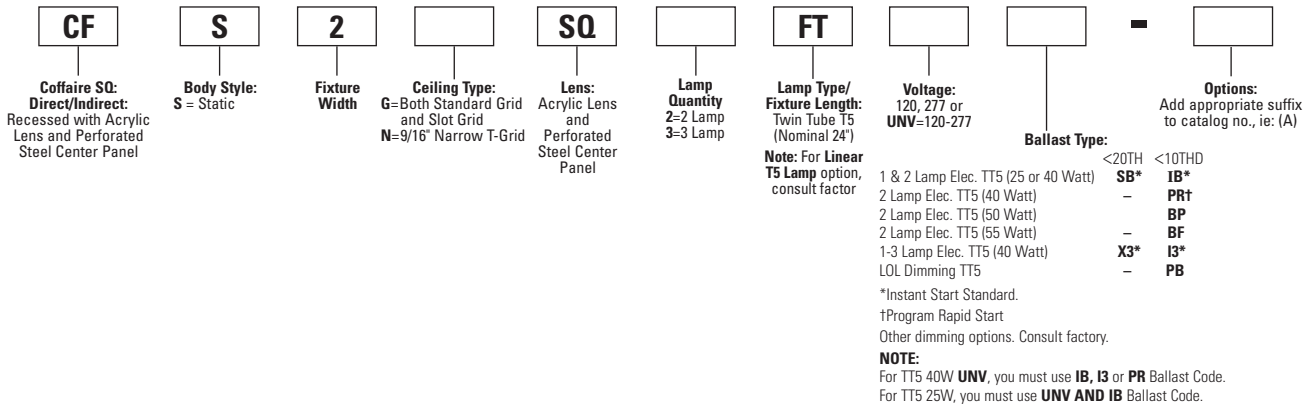 CF S 2 SQ FT -
Coffaire SQ:
Direct/Indirect:
Recessed with Acrylic
Lens and Perforated
Steel Center Panel
Body Style:
S = Static
Fixture
Width
Ceiling Type:
G=Both Standard Grid
and Slot Grid
N=9/16" Narrow T-Grid
Lens:
Acrylic Lens
and
Perforated
Steel Center
Panel
Lamp
Quantity
2=2 Lamp
3=3 Lamp
Lamp Type/
Fixture Length:
Twin Tube T5
(Nominal 24")
Note: For Linear
T5 Lamp option,
consult factor
Voltage:
120, 277 or
UNV=120-277
Ballast Type:
<20TH <10THD
1 & 2 Lamp Elec. TT5 (25 or 40 Watt) SB* IB*
2 Lamp Elec. TT5 (40 Watt) – PR†
2 Lamp Elec. TT5 (50 Watt) BP
2 Lamp Elec. TT5 (55 Watt) – BF
1-3 Lamp Elec. TT5 (40 Watt) X3* I3*
LOL Dimming TT5 – PB
*Instant Start Standard.
†Program Rapid Start
Other dimming options. Consult factory.
NOTE:
For TT5 40W UNV, you must use IB, I3 or PR Ballast Code.
For TT5 25W, you must use UNV AND IB Ballast Code.
Options:
Add appropriate suffix
to catalog no., ie: (A)